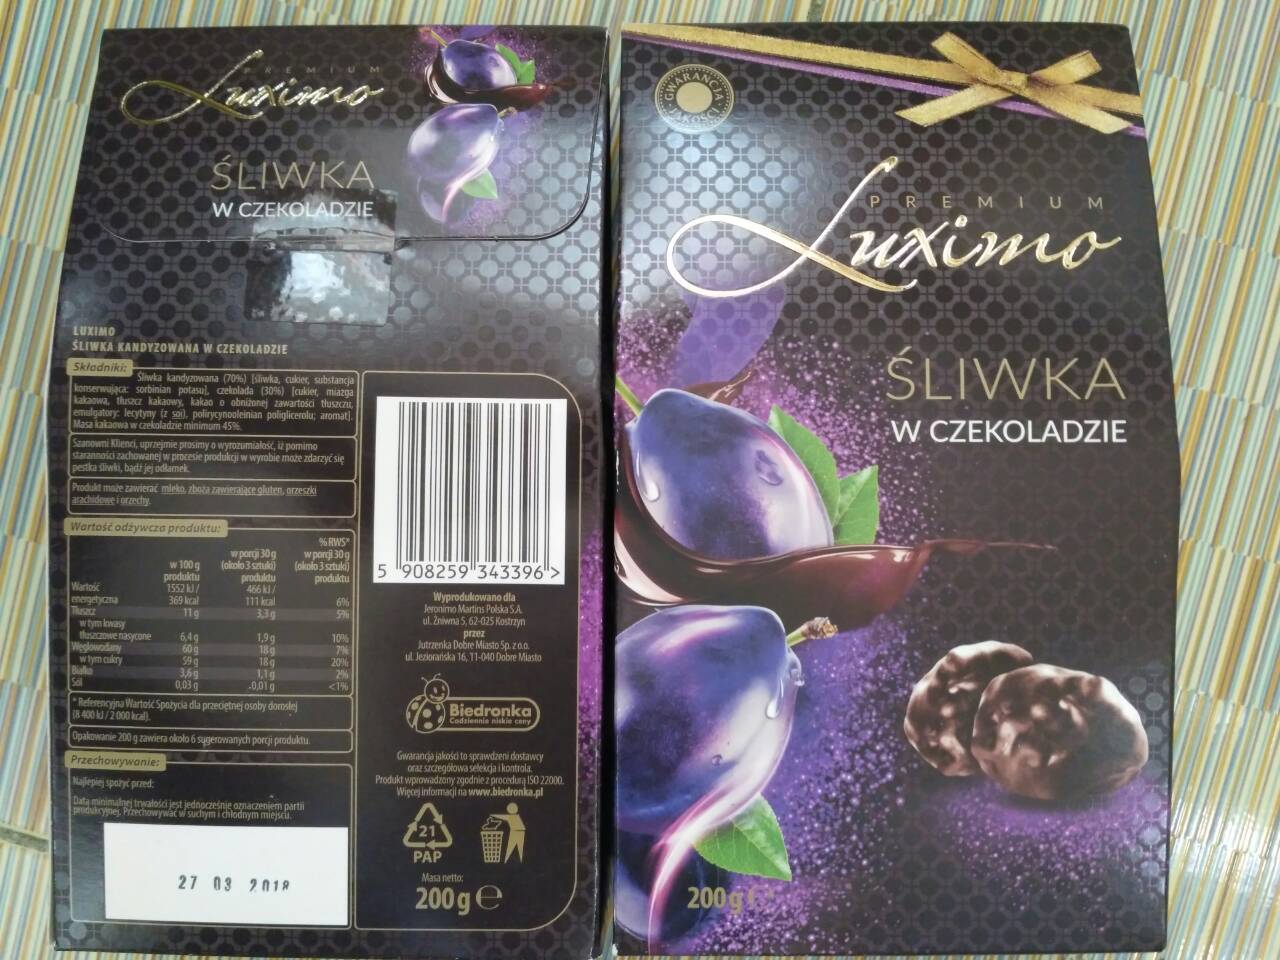 PREMIUM
Luximo
ŚLIWKA
W CZEKOLADZIE
LUXIMO
ŚLIWKA KANDYZOWANA W CZEKOLADZIE
Składniki:
Śliwka kandyzowana (70%) [śliwka, cukier, substancja
konserwująca: sorbinian potasu], czekolada (30%) [cukier, miazga
kakaowa, tłuszcz kakaowy, kakao o obniżonej zawartości tłuszczu,
emulgatory: lecytyny (z soi), polirycynooleinian poliglicerolu; aromat].
Masa kakaowa w czekoladzie minimum 45%.
Szanowni Klienci, uprzejmie prosimy o wyrozumiałość, iż pomimo
staranności zachowanej w procesie produkcji w wyrobie może zdarzyć się
pestka śliwki, bądź jej odłamek.
Produkt może zawierać mleko, zboża zawierające gluten, orzeszki
arachidowe i orzechy.
Wartość odżywcza produktu:
% RWS*
w porcji 30 g w porcji 30 g
w 100 g (około 3 sztuki) (około 3 sztuki)
produktu produktu produktu
Wartość 1552 kJ / 466 kJ /
energetyczna 369 kcal 111 kcal 6%
Tłuszcz 11 g 3,3 g 5%
w tym kwasy
tłuszczowe nasycone 6,4 g 1,9 g 10%
Węglowodany 60 g 18 g 7%
w tym cukry 59 g 18 g 20%
Białko 3,6 g 1,1 g 2%
Sól 0,03 g <0,01 g <1%
* Referencyjna Wartość Spożycia dla przeciętnej osoby dorosłej
(8 400 kJ / 2 000 kcal).
Opakowanie 200 g zawiera około 6 sugerowanych porcji produktu.
Przechowywanie:
Najlepiej spożyć przed:
Data minimalnej trwałości jest jednocześnie oznaczeniem partii
produkcyjnej. Przechowywać w suchym i chłodnym miejscu.
27 03 2018
5 908259 343396 >
Wyprodukowano dla
Jeronimo Martins Polska S.A.
ul. Żniwna 5, 62-025 Kostrzyn
przez
Jutrzenka Dobre Miasto Sp. z o.o.
ul. Jeziorańska 16, 11-040 Dobre Miasto
Biedronka
Codziennie niskie ceny
Gwarancja jakości to sprawdzeni dostawcy
oraz szczegółowa selekcja i kontrola.
Produkt wprowadzony zgodnie z procedurą ISO 22000.
Więcej informacji na www.biedronka.pl
21
PAP
Masa netto:
200 g e
GWARANCJA JAKOŚCI
PREMIUM
Luximo
ŚLIWKA
W CZEKOLADZIE
200 g e